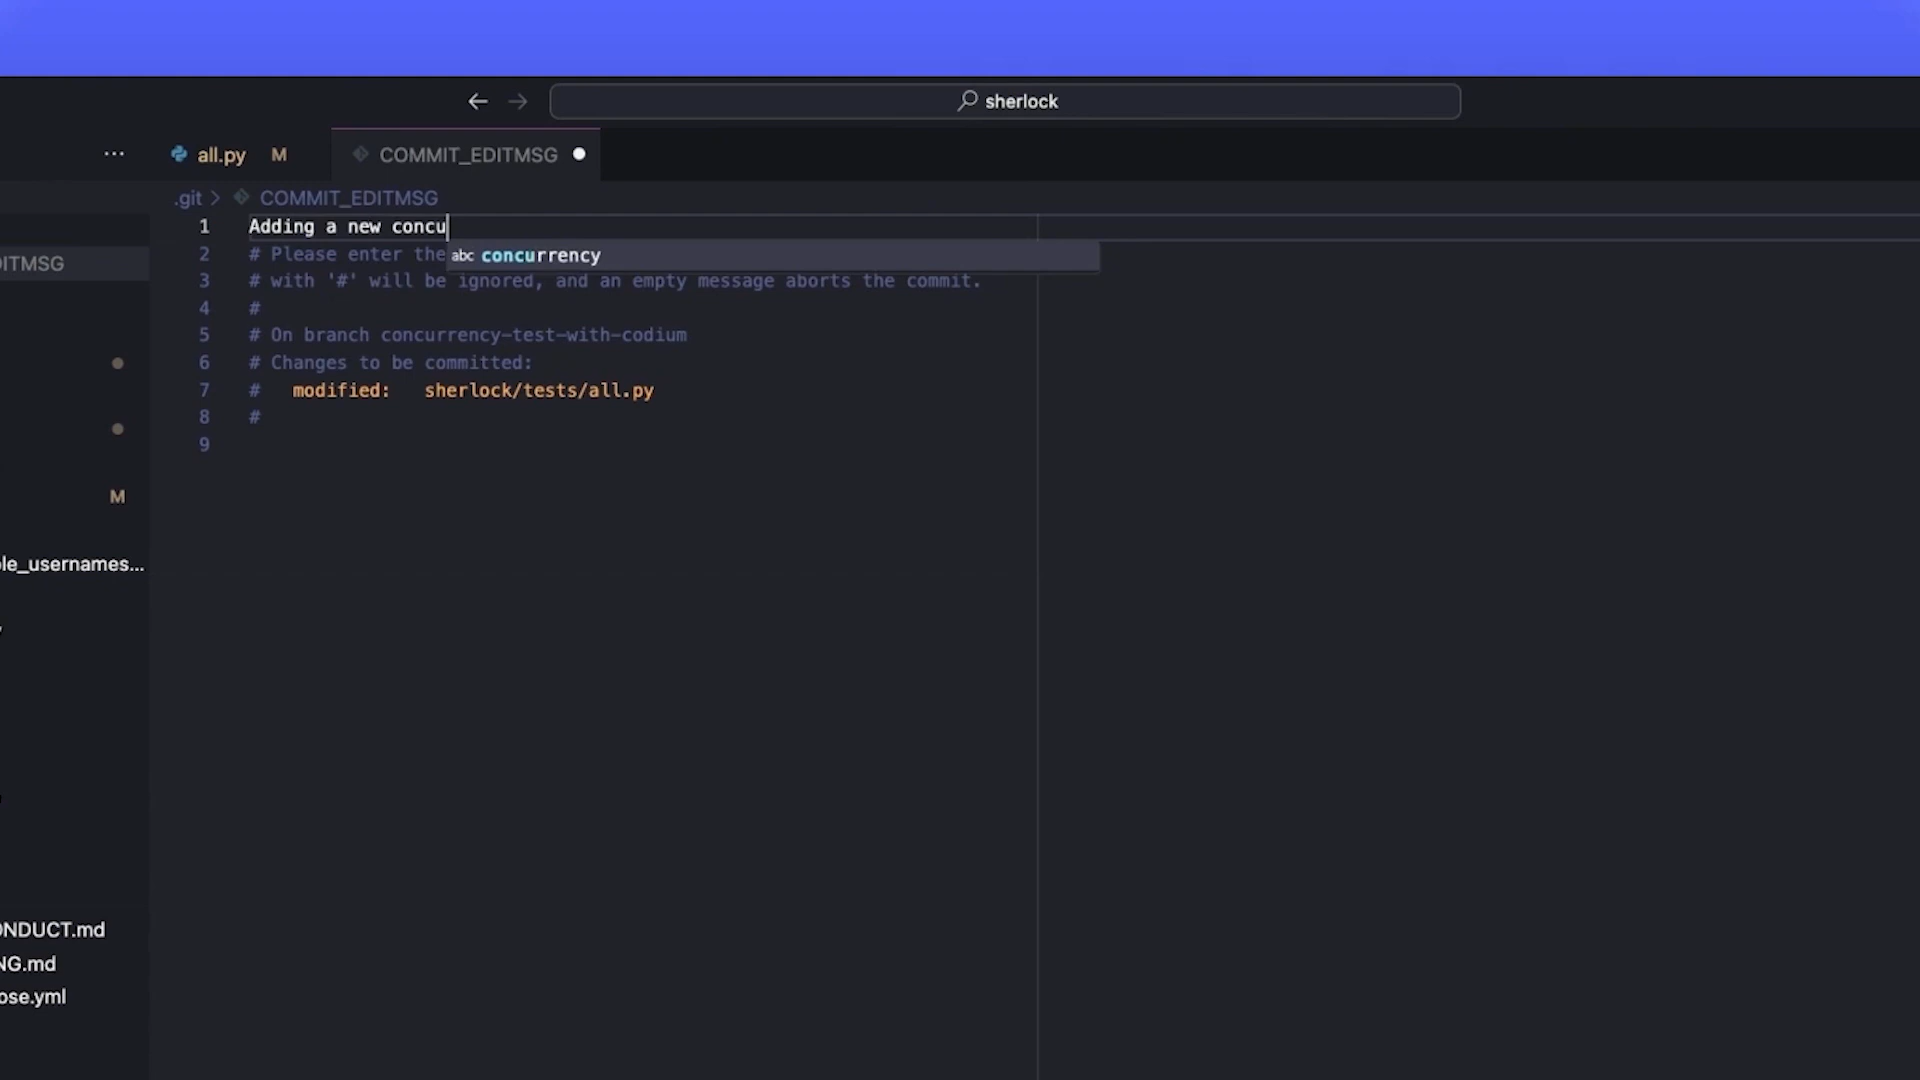 sherlock
all.py M
COMMIT_EDITMSG
.git > COMMIT_EDITMSG
1 Adding a new concu
2 # Please enter the
abc concurrency
3 # with '#' will be ignored, and an empty message aborts the commit.
4 #
5 # On branch concurrency-test-with-codium
6 # Changes to be committed:
7 # modified: sherlock/tests/all.py
8 #
9
DITMSG
M
le_usernames...
ONDUCT.md
NG.md
ose.yml